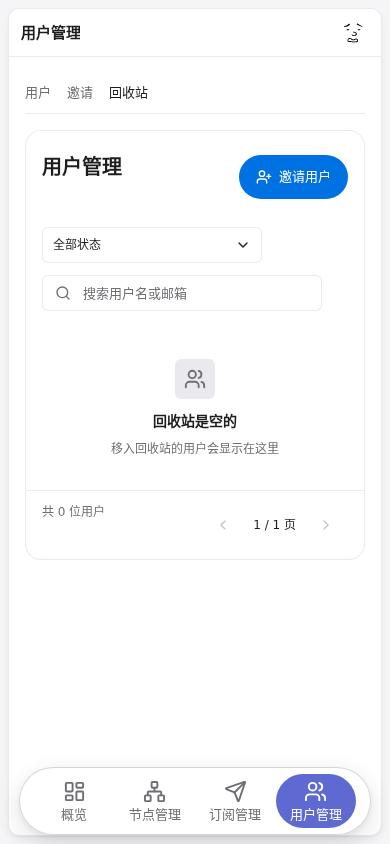 用户管理
用户 邀请 回收站
用户管理
邀请用户
全部状态
搜索用户名或邮箱
回收站是空的
移入回收站的用户会显示在这里
共 0 位用户
1 / 1 页
概览 节点管理 订阅管理 用户管理